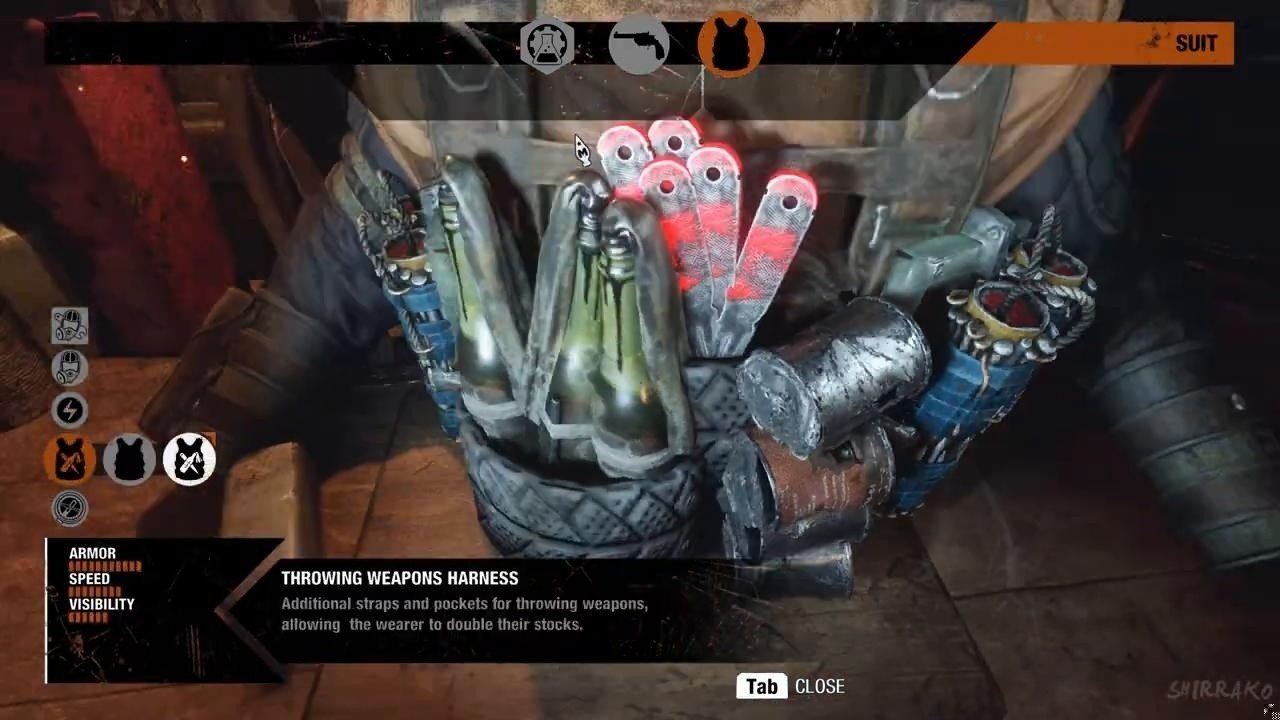 SUIT
ARMOR
SPEED
VISIBILITY
THROWING WEAPONS HARNESS
Additional straps and pockets for throwing weapons,
allowing the wearer to double their stocks.
Tab CLOSE
SHIRRAKO